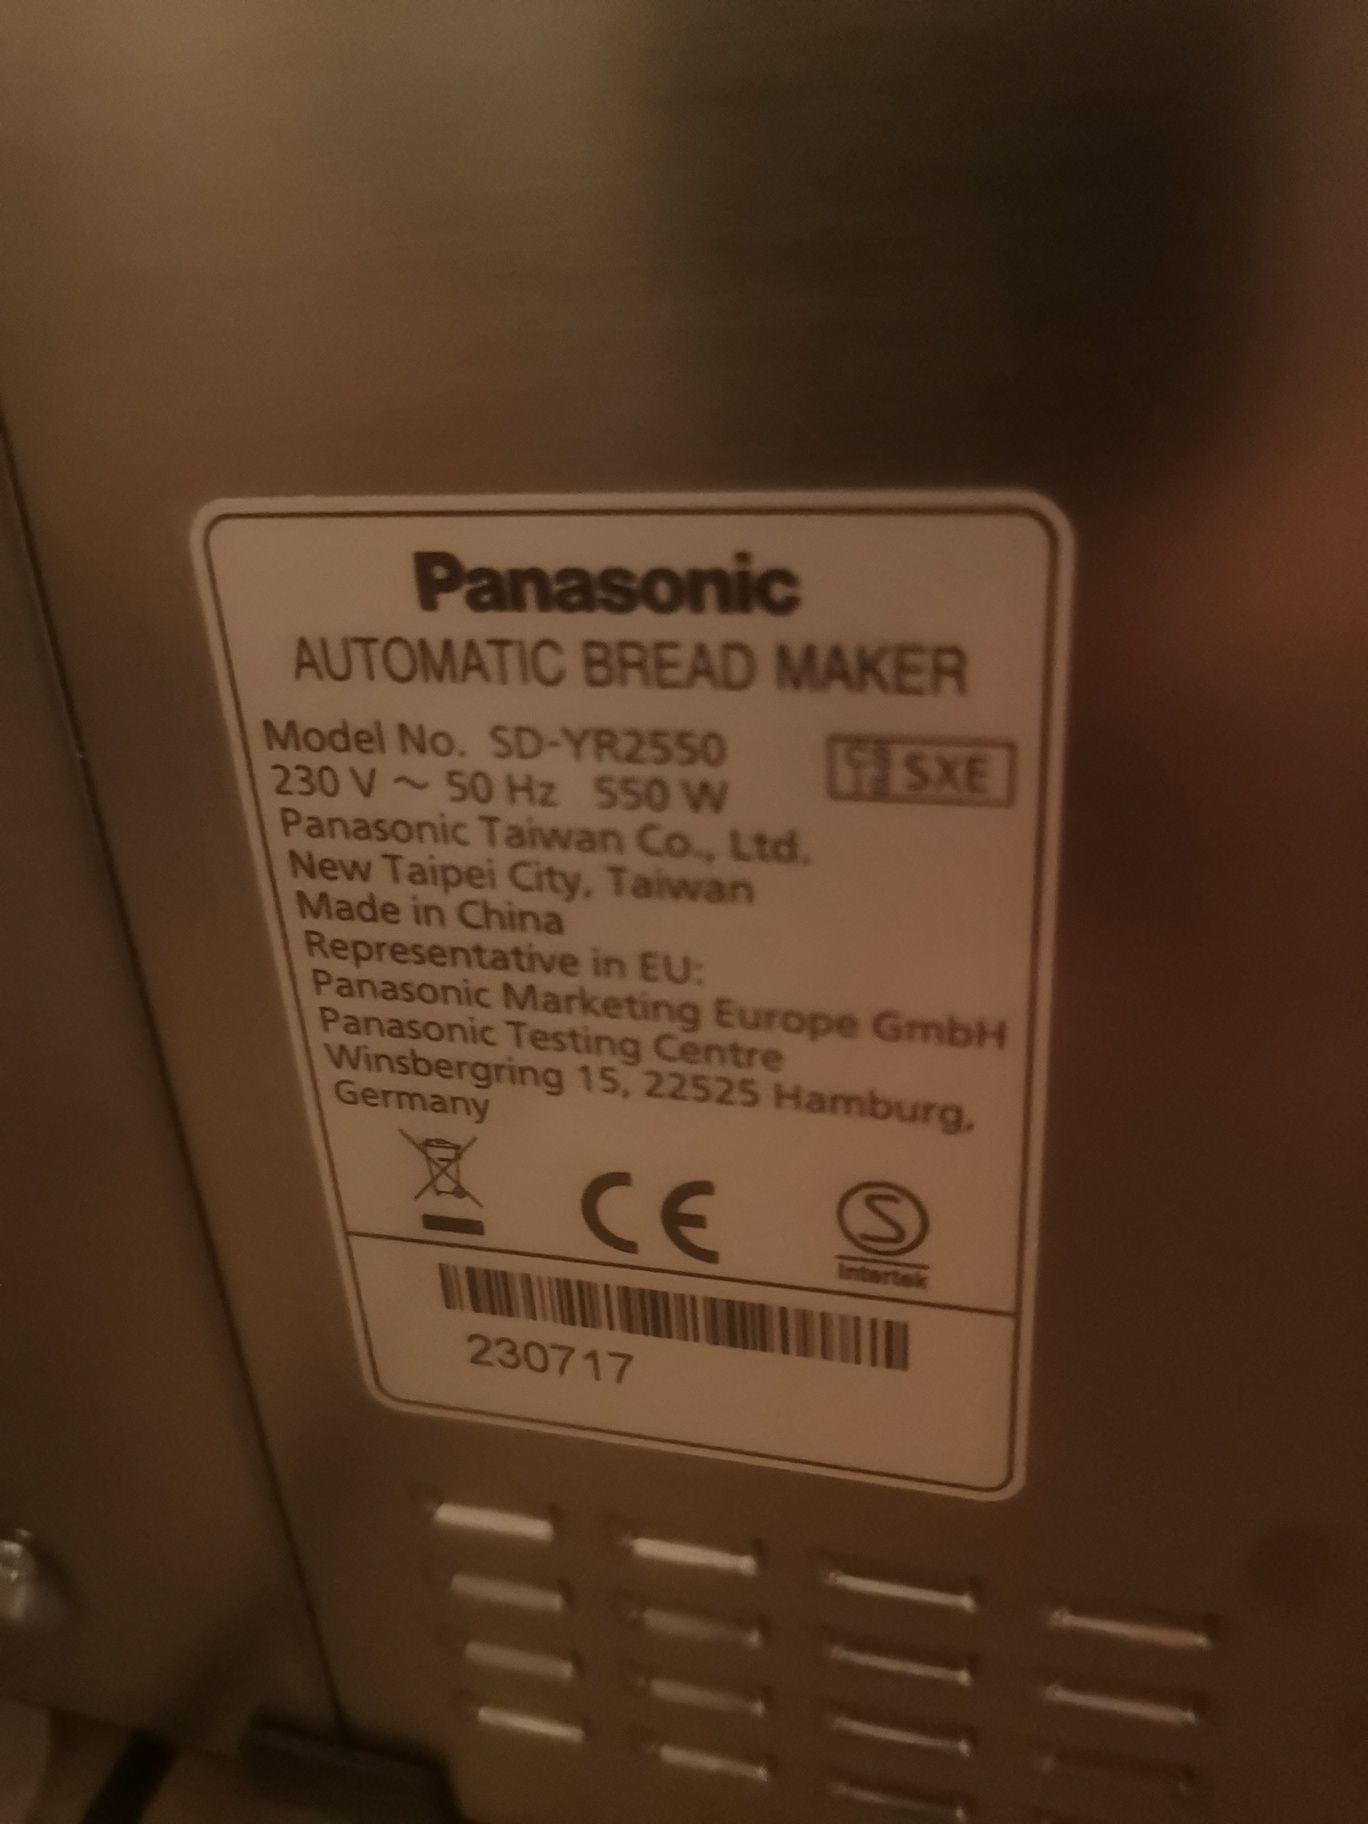 Panasonic
AUTOMATIC BREAD MAKER
Model No. SD-YR2550
SXE
230 V ~ 50 Hz 550 W
Panasonic Taiwan Co., Ltd.
New Taipei City, Taiwan
Made in China
Representative in EU:
Panasonic Marketing Europe GmbH
Panasonic Testing Centre
Winsbergring 15, 22525 Hamburg,
Germany
CE
S
Intertek
230717